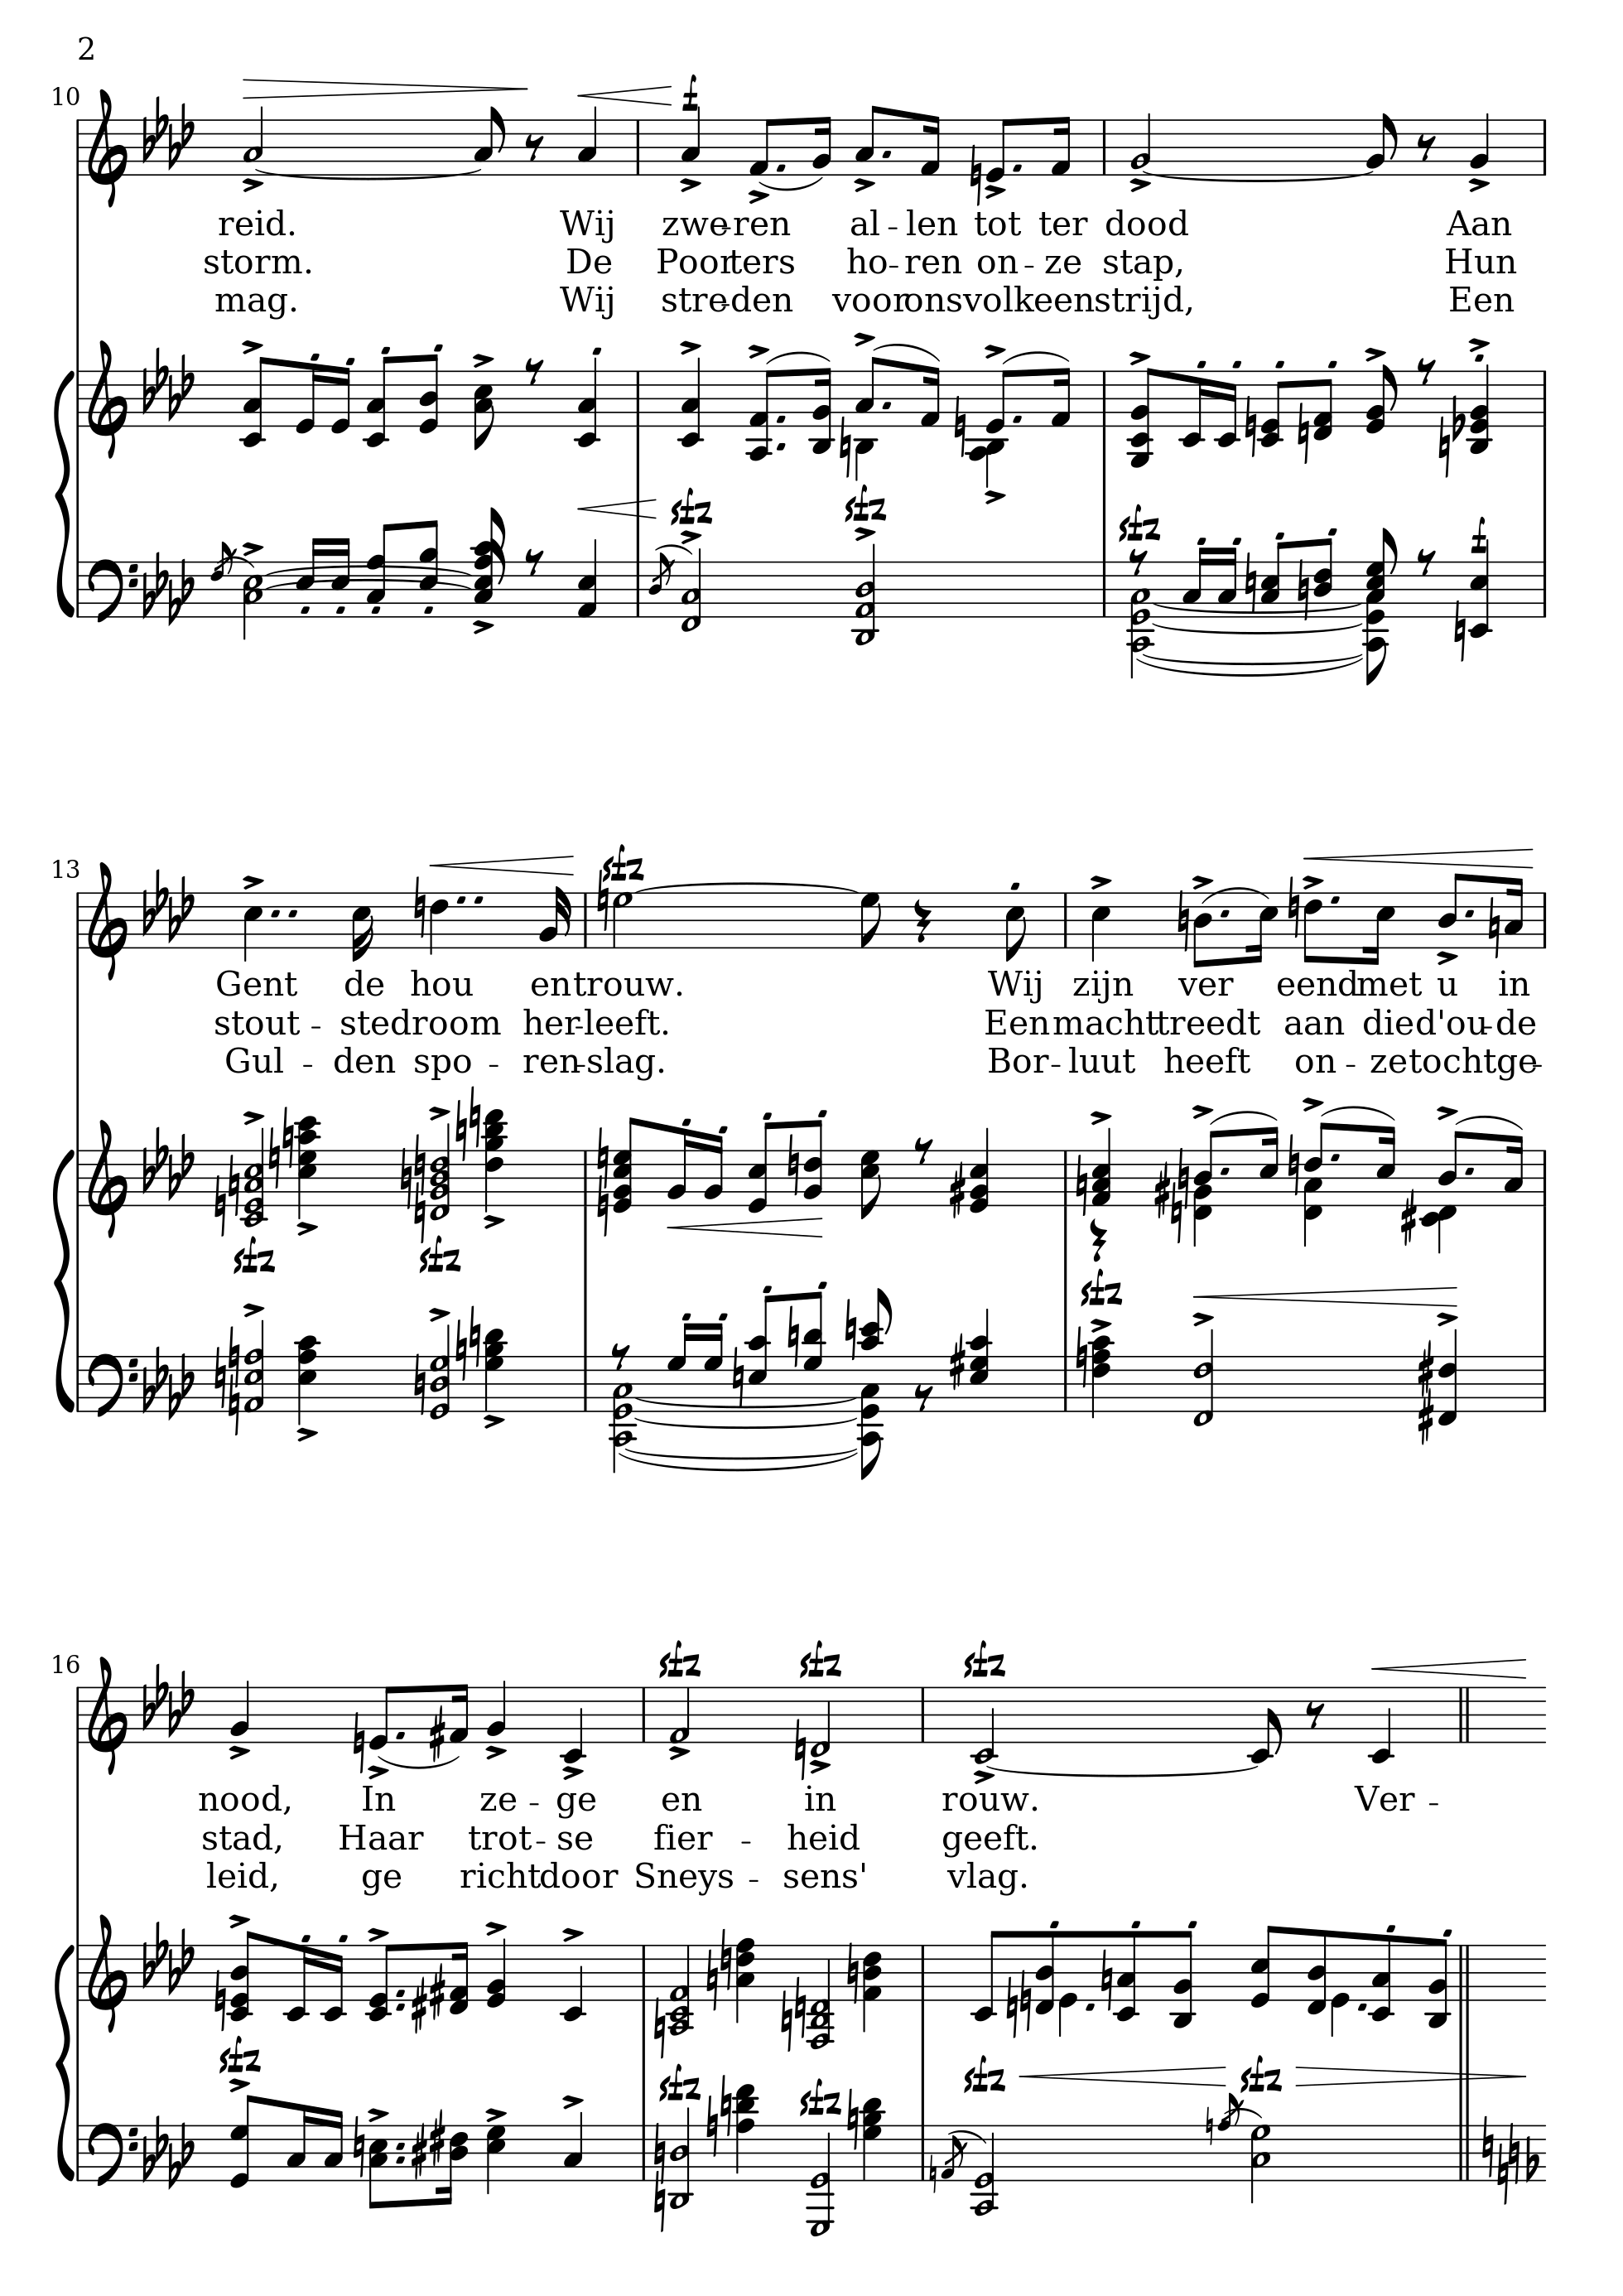 2
10
f
reid. Wij zwe-ren al - len tot ter dood Aan
storm. De Poorters ho - ren on - ze stap, Hun
mag. Wij stre-den voor ons volk een strijd, Een
sfz sfz sfz f
13
sfz
Gent de hou en trouw. Wij zijn ver eend met u in
stout - ste droom her-leeft. Een macht treedt aan die d'ou-de
Gul - den spo - ren-slag. Bor - luut heeft on - ze tocht ge-
sfz sfz sfz
16
sfz sfz sfz
nood, In ze - ge en in rouw. Ver -
stad, Haar trot - se fier - heid geeft.
leid, ge richt door Sneys - sens' vlag.
sfz sfz sfz sfz sfz